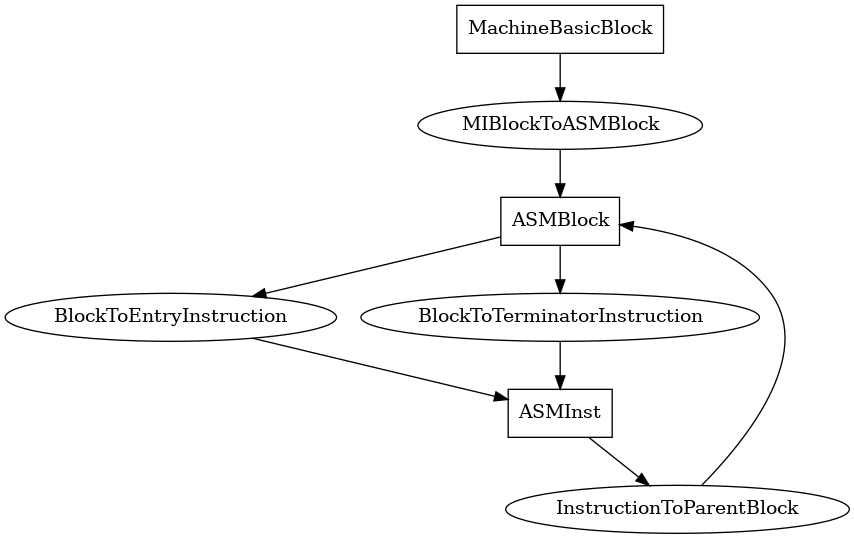 MachineBasicBlock
MIBlockToASMBlock
ASMBlock
BlockToEntryInstruction
BlockToTerminatorInstruction
ASMInst
InstructionToParentBlock